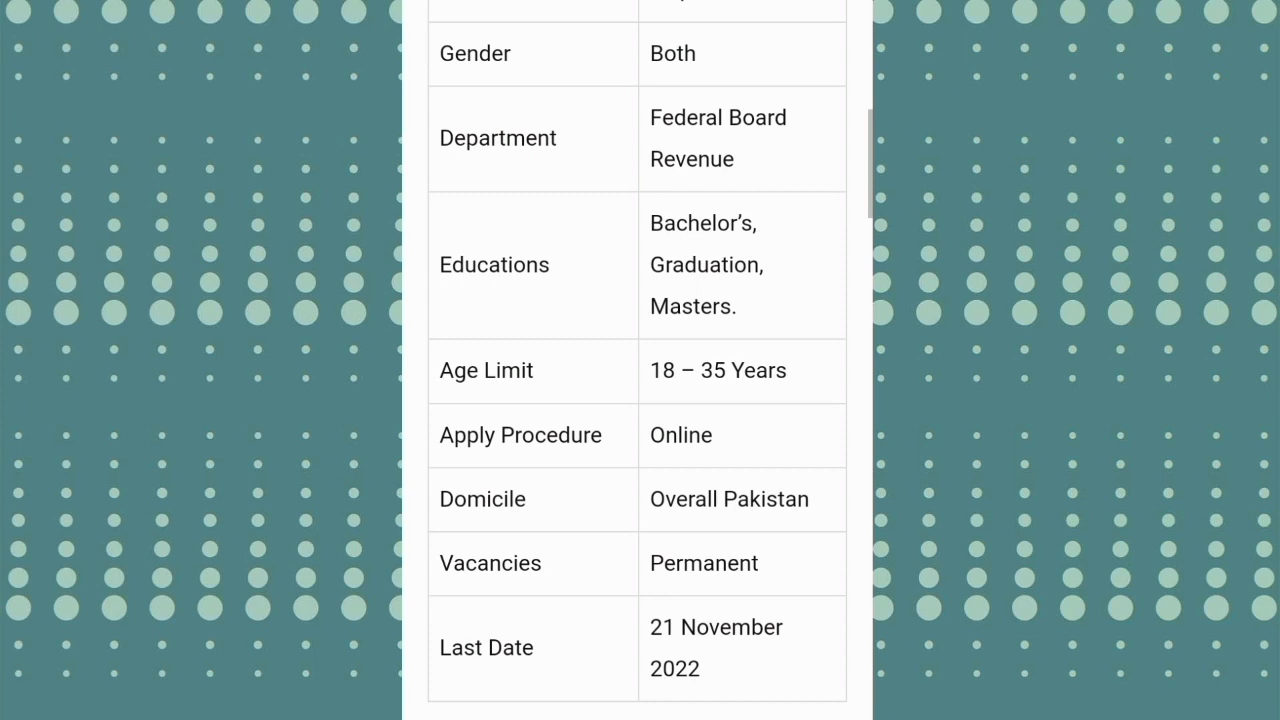 Gender
Both
Department
Federal Board
Revenue
Educations
Bachelor’s,
Graduation,
Masters.
Age Limit
18 – 35 Years
Apply Procedure
Online
Domicile
Overall Pakistan
Vacancies
Permanent
Last Date
21 November
2022